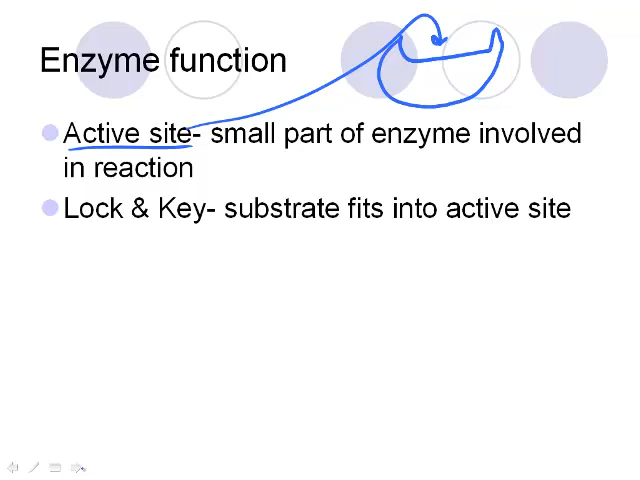 Enzyme function
Active site- small part of enzyme involved
in reaction
Lock & Key- substrate fits into active site